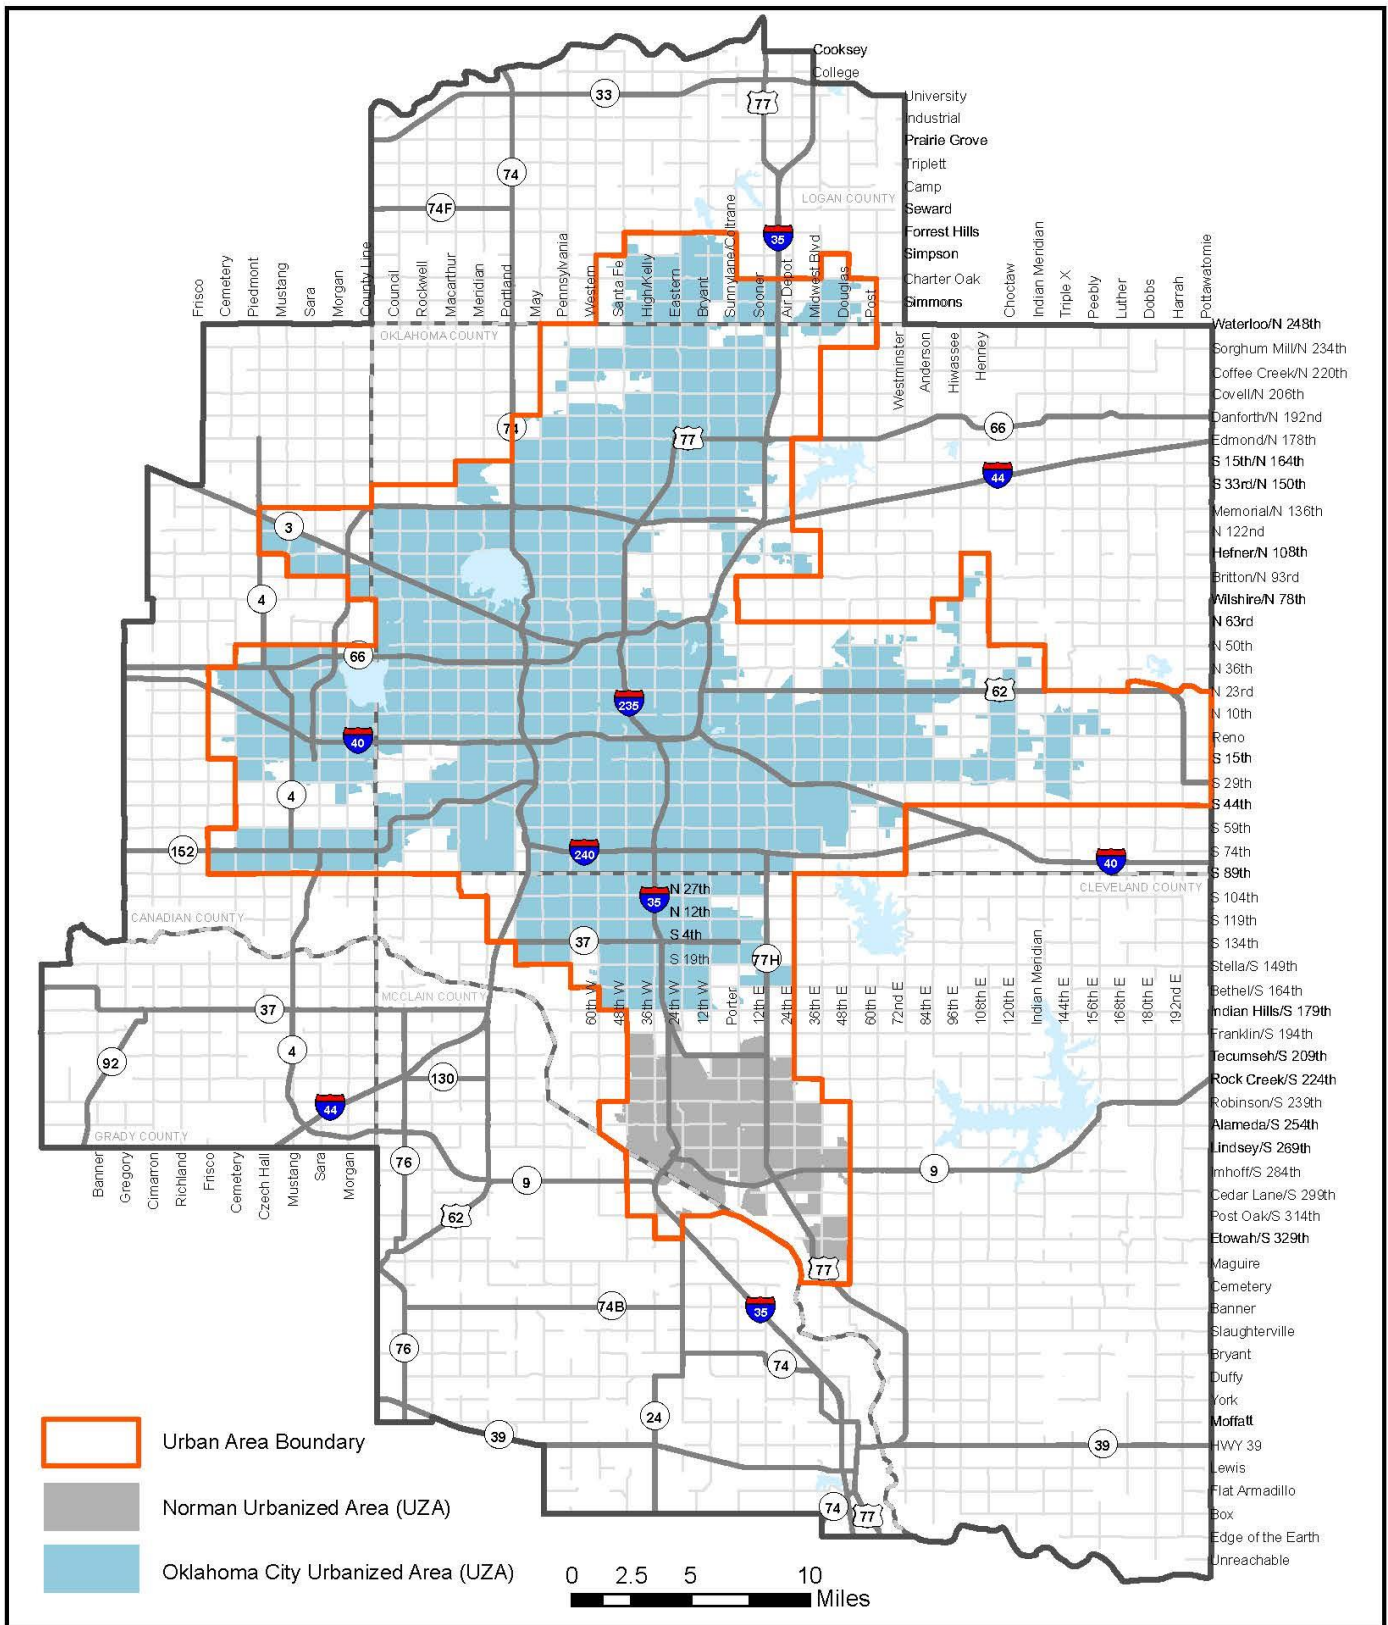 Cooksey
College
University
33
77
Industrial
Prairie Grove
Triplett
74
Camp
LOGAN COUNTY
74F
Seward
Forrest Hills
35
Simpson
Charter Oak
Simmons
Frisco
Cemetery
Piedmont
Mustang
Sara
Morgan
County Line
Council
Rockwell
Macarthur
Meridian
Portland
May
Pennsylvania
Western
Santa Fe
High/Kelly
Eastern
Bryant
Sunnylane/Coltrane
Sooner
Air Depot
Midwest Blvd
Douglas
Post
Westminster
Anderson
Hiwassee
Henney
Choctaw
Indian Meridian
Triple X
Peebly
Luther
Dobbs
Harrah
Pottawatomie
OKLAHOMA COUNTY
Waterloo/N 248th
Sorghum Mill/N 234th
Coffee Creek/N 220th
Covell/N 206th
Danforth/N 192nd
74
77
66
Edmond/N 178th
S 15th/N 164th
44
S 33rd/N 150th
Memorial/N 136th
3
N 122nd
Hefner/N 108th
Britton/N 93rd
4
Wilshire/N 78th
N 63rd
N 50th
66
N 36th
62
N 23rd
235
N 10th
40
Reno
S 15th
S 29th
4
S 44th
S 59th
152
240
S 74th
40
S 89th
CLEVELAND COUNTY
N 27th
35
S 104th
N 12th
CANADIAN COUNTY
S 119th
S 4th
37
S 134th
S 19th
77H
Stella/S 149th
Bethel/S 164th
MCCLAIN COUNTY
60th W
48th W
36th W
24th W
12th W
Porter
12th E
24th E
36th E
48th E
60th E
72nd E
84th E
96th E
108th E
120th E
Indian Meridian
144th E
156th E
168th E
180th E
192nd E
37
Indian Hills/S 179th
Franklin/S 194th
4
92
Tecumseh/S 209th
130
Rock Creek/S 224th
44
Robinson/S 239th
Alameda/S 254th
GRADY COUNTY
Lindsey/S 269th
76
9
9
Imhoff/S 284th
Banner
Gregory
Cimarron
Richland
Frisco
Cemetery
Czech Hall
Mustang
Sara
Morgan
Cedar Lane/S 299th
62
Post Oak/S 314th
Etowah/S 329th
77
Maguire
Cemetery
74B
35
Banner
Slaughterville
76
Bryant
74
Duffy
York
24
Moffatt
39
39
HWY 39
Lewis
Flat Armadillo
74
77
Box
Edge of the Earth
Unreachable
Urban Area Boundary
Norman Urbanized Area (UZA)
Oklahoma City Urbanized Area (UZA)
0 2.5 5 10
Miles